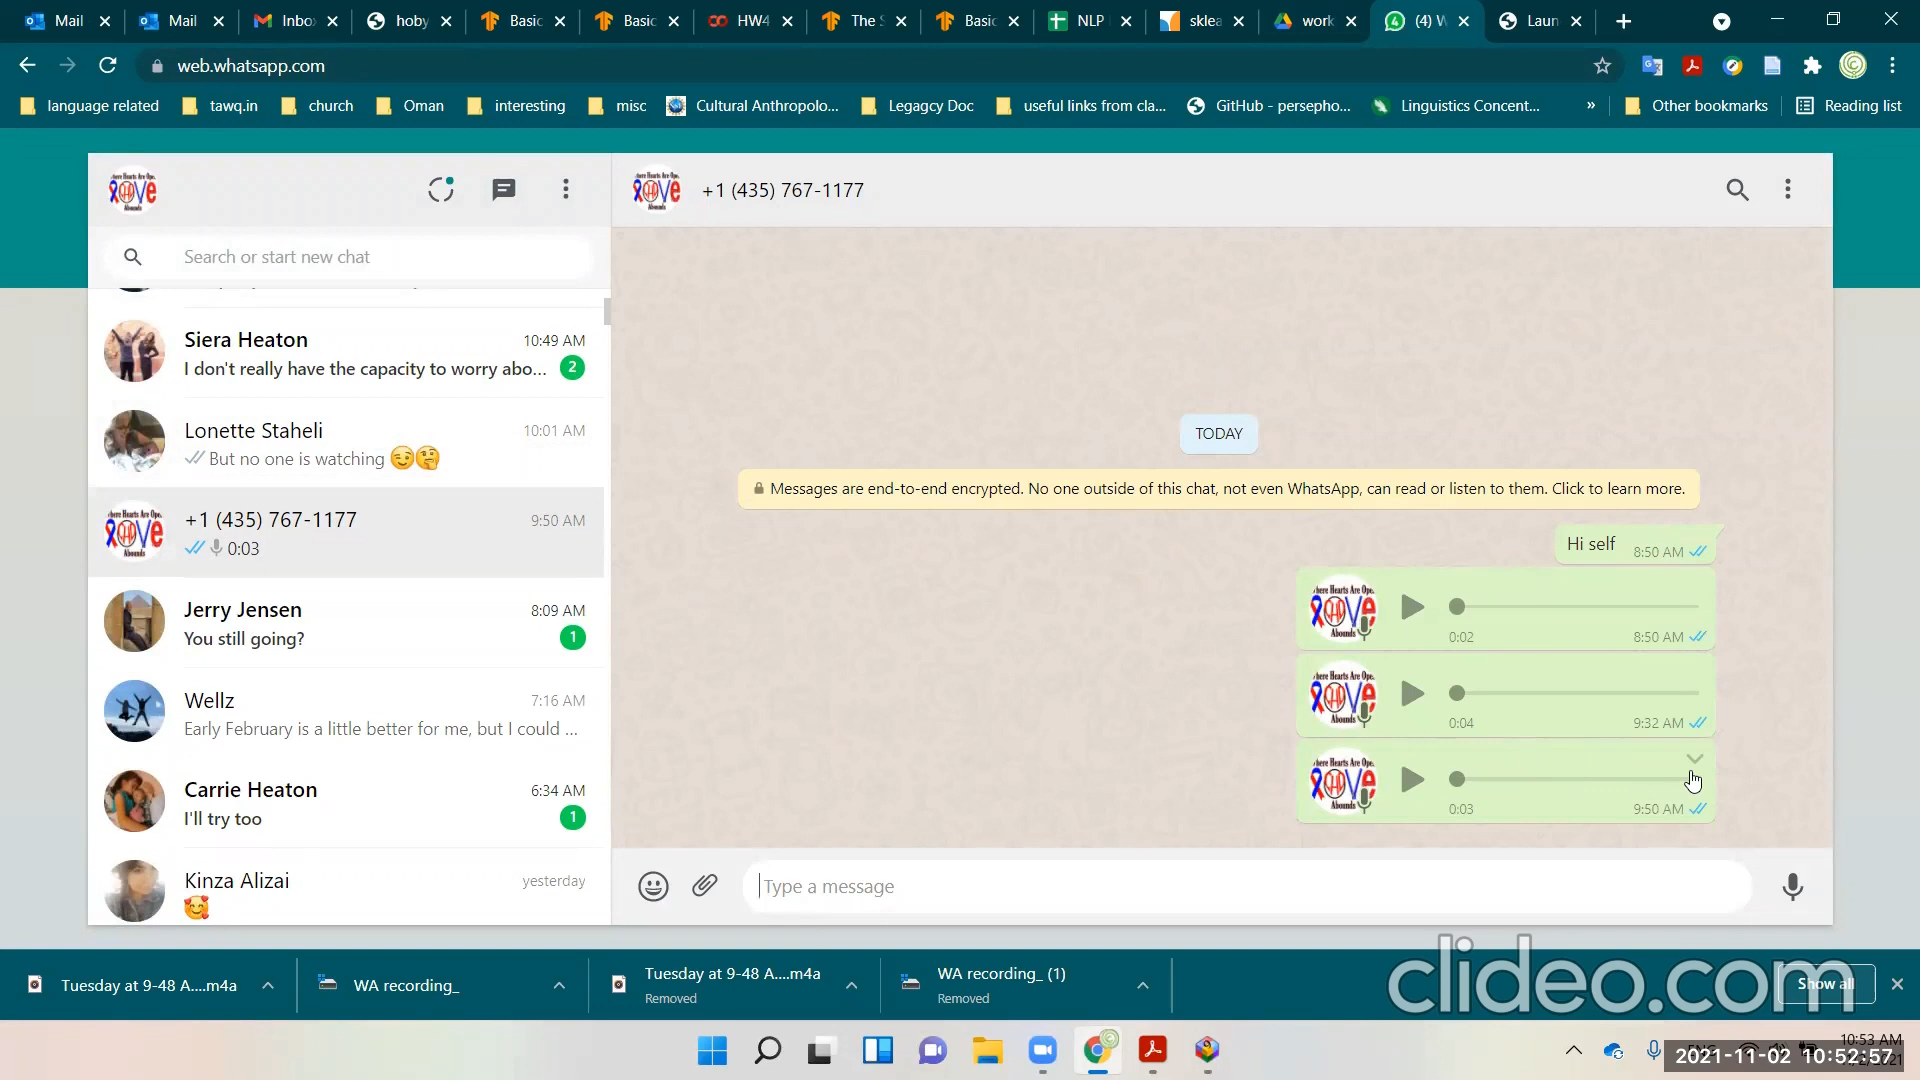 Mail
Mail
Inbo
hoby
Basic
Basic
HW4
The S
Basic
NLP
sklea
work
(4) W
Laun
web.whatsapp.com
language related
tawq.in
church
Oman
interesting
misc
Cultural Anthropolo...
Legagcy Doc
useful links from cla...
GitHub - persepho...
Linguistics Concent...
»
Other bookmarks
Reading list
+1 (435) 767-1177
Search or start new chat
Siera Heaton
10:49 AM
I don't really have the capacity to worry abo...
2
Lonette Staheli
10:01 AM
But no one is watching 😏🤔
+1 (435) 767-1177
9:50 AM
0:03
Jerry Jensen
8:09 AM
You still going?
1
Wellz
7:16 AM
Early February is a little better for me, but I could ...
Carrie Heaton
6:34 AM
I'll try too
1
Kinza Alizai
yesterday
🥰
TODAY
Messages are end-to-end encrypted. No one outside of this chat, not even WhatsApp, can read or listen to them. Click to learn more.
Hi self
8:50 AM
0:02
8:50 AM
0:04
9:32 AM
0:03
9:50 AM
Type a message
Tuesday at 9-48 A....m4a
WA recording_
Tuesday at 9-48 A....m4a
Removed
WA recording_ (1)
Removed
Show all
clideo.com
10:53 AM
2021-11-02 10:52:57